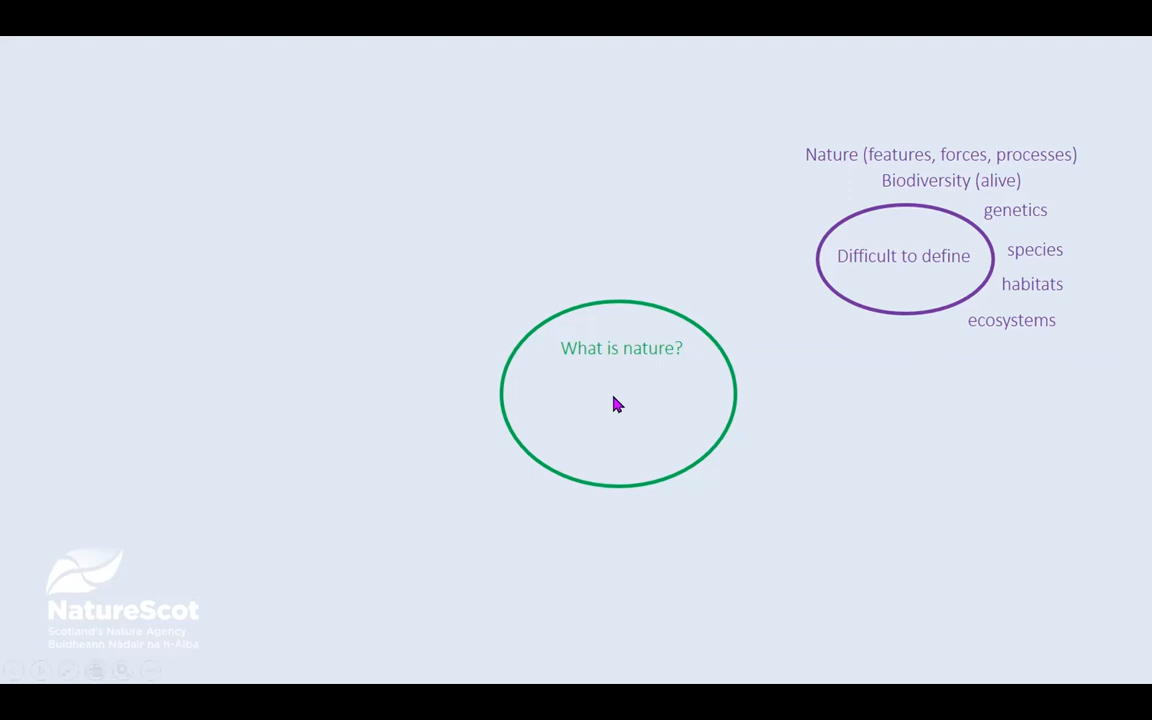 Nature (features, forces, processes)
Biodiversity (alive)
genetics
Difficult to define
species
habitats
ecosystems
What is nature?
NatureScot
Scotland's Nature Agency
Buidheann Nàdair na h-Alba